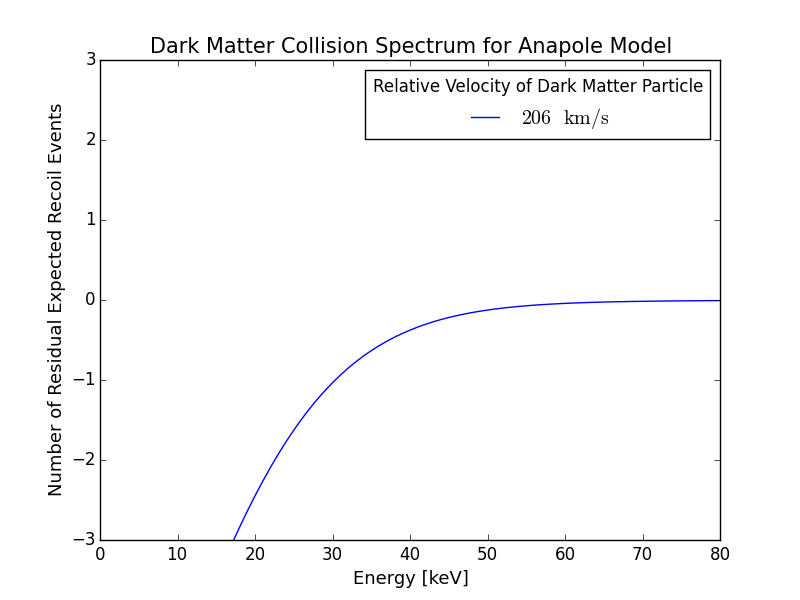 Dark Matter Collision Spectrum for Anapole Model
Number of Residual Expected Recoil Events
3
2
1
0
−1
−2
−3
Relative Velocity of Dark Matter Particle
206 km/s
0 10 20 30 40 50 60 70 80
Energy [keV]